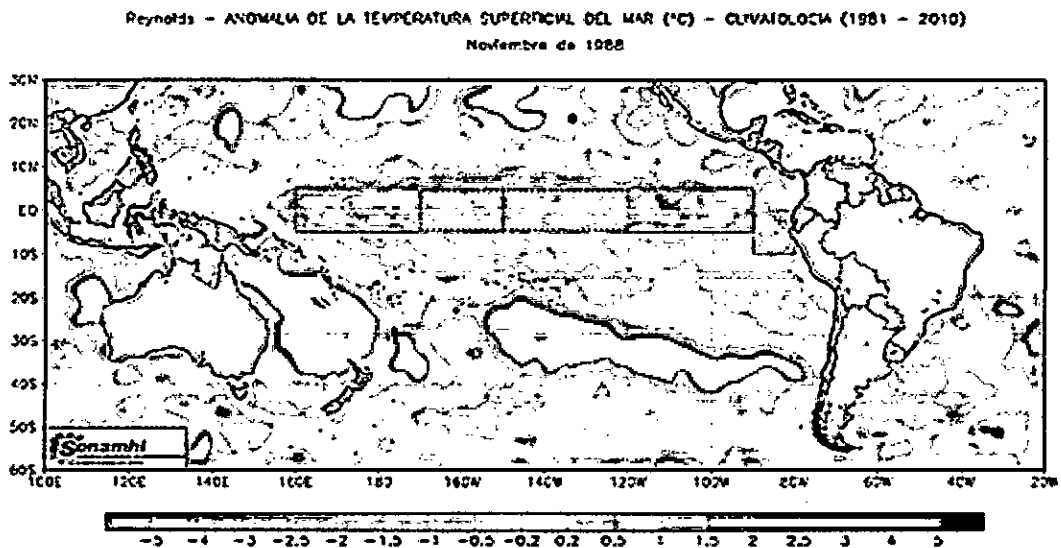 Reynolds - ANOMALIA DE LA TEMPERATURA SUPERFICIAL DEL MAR (°C) - CLIMATOLOGIA (1981 - 2010)
Noviembre de 1988
30N
20N
10N
EQ
10S
20S
30S
40S
50S
60S
Senamhi
100E 120E 140E 160E 180 160W 140W 120W 100W 80W 60W 40W 20W
-5 -4 -3 -2.5 -2 -1.5 -1 -0.5 -0.2 0.2 0.5 1 1.5 2 2.5 3 4 5